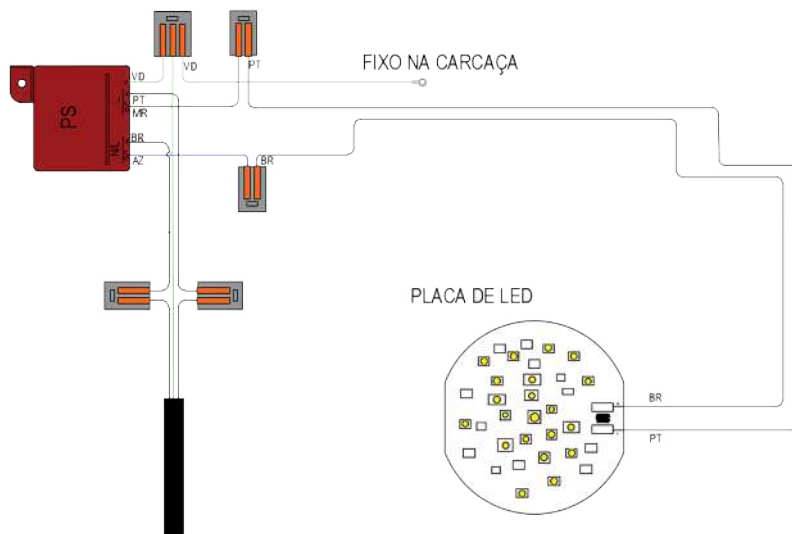 VD
PT
MR
BR
AZ
PS
L
N/L
VD
PT
BR
FIXO NA CARCAÇA
PLACA DE LED
BR
+
-
PT